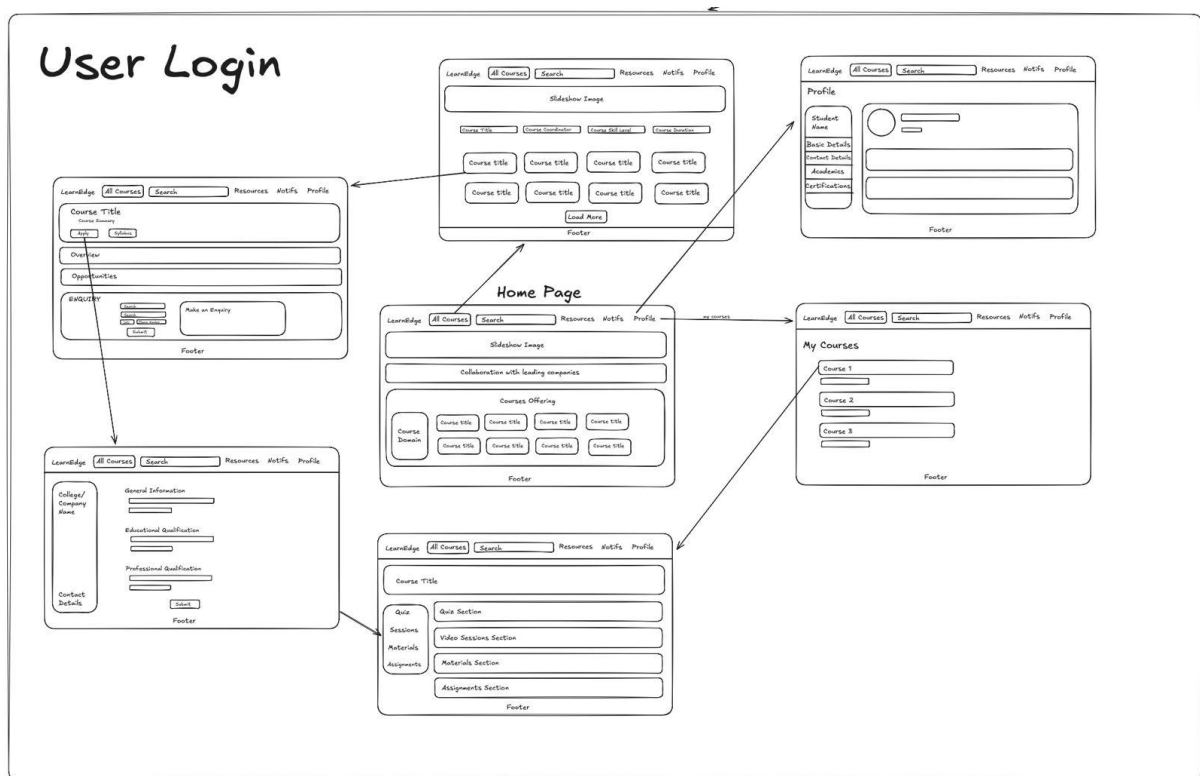 User Login
LearnEdge All Courses Search Resources Notifs Profile
Slideshow Image
Course Title Course Coordinator Course Skill Level Course Duration
Course title Course title Course title Course title
Course title Course title Course title Course title
Load More
Footer
LearnEdge All Courses Search Resources Notifs Profile
Profile
Student
Name
Basic Details
Contact Details
Academics
Certifications
Footer
LearnEdge All Courses Search Resources Notifs Profile
Course Title
Course Summary
Apply Syllabus
Overview
Opportunities
ENQUIRY
Search
Search
Submit
Make an Enquiry
Footer
Home Page
LearnEdge All Courses Search Resources Notifs Profile
Slideshow Image
Collaboration with leading companies
Courses Offering
Course
Domain
Course title Course title Course title Course title
Course title Course title Course title Course title
Footer
my courses
LearnEdge All Courses Search Resources Notifs Profile
My Courses
Course 1
Course 2
Course 3
Footer
LearnEdge All Courses Search Resources Notifs Profile
College/
Company
Name
Contact
Details
General Information
Educational Qualification
Professional Qualification
Submit
Footer
LearnEdge All Courses Search Resources Notifs Profile
Course Title
Quiz
Sessions
Materials
Assignments
Quiz Section
Video Sessions Section
Materials Section
Assignments Section
Footer